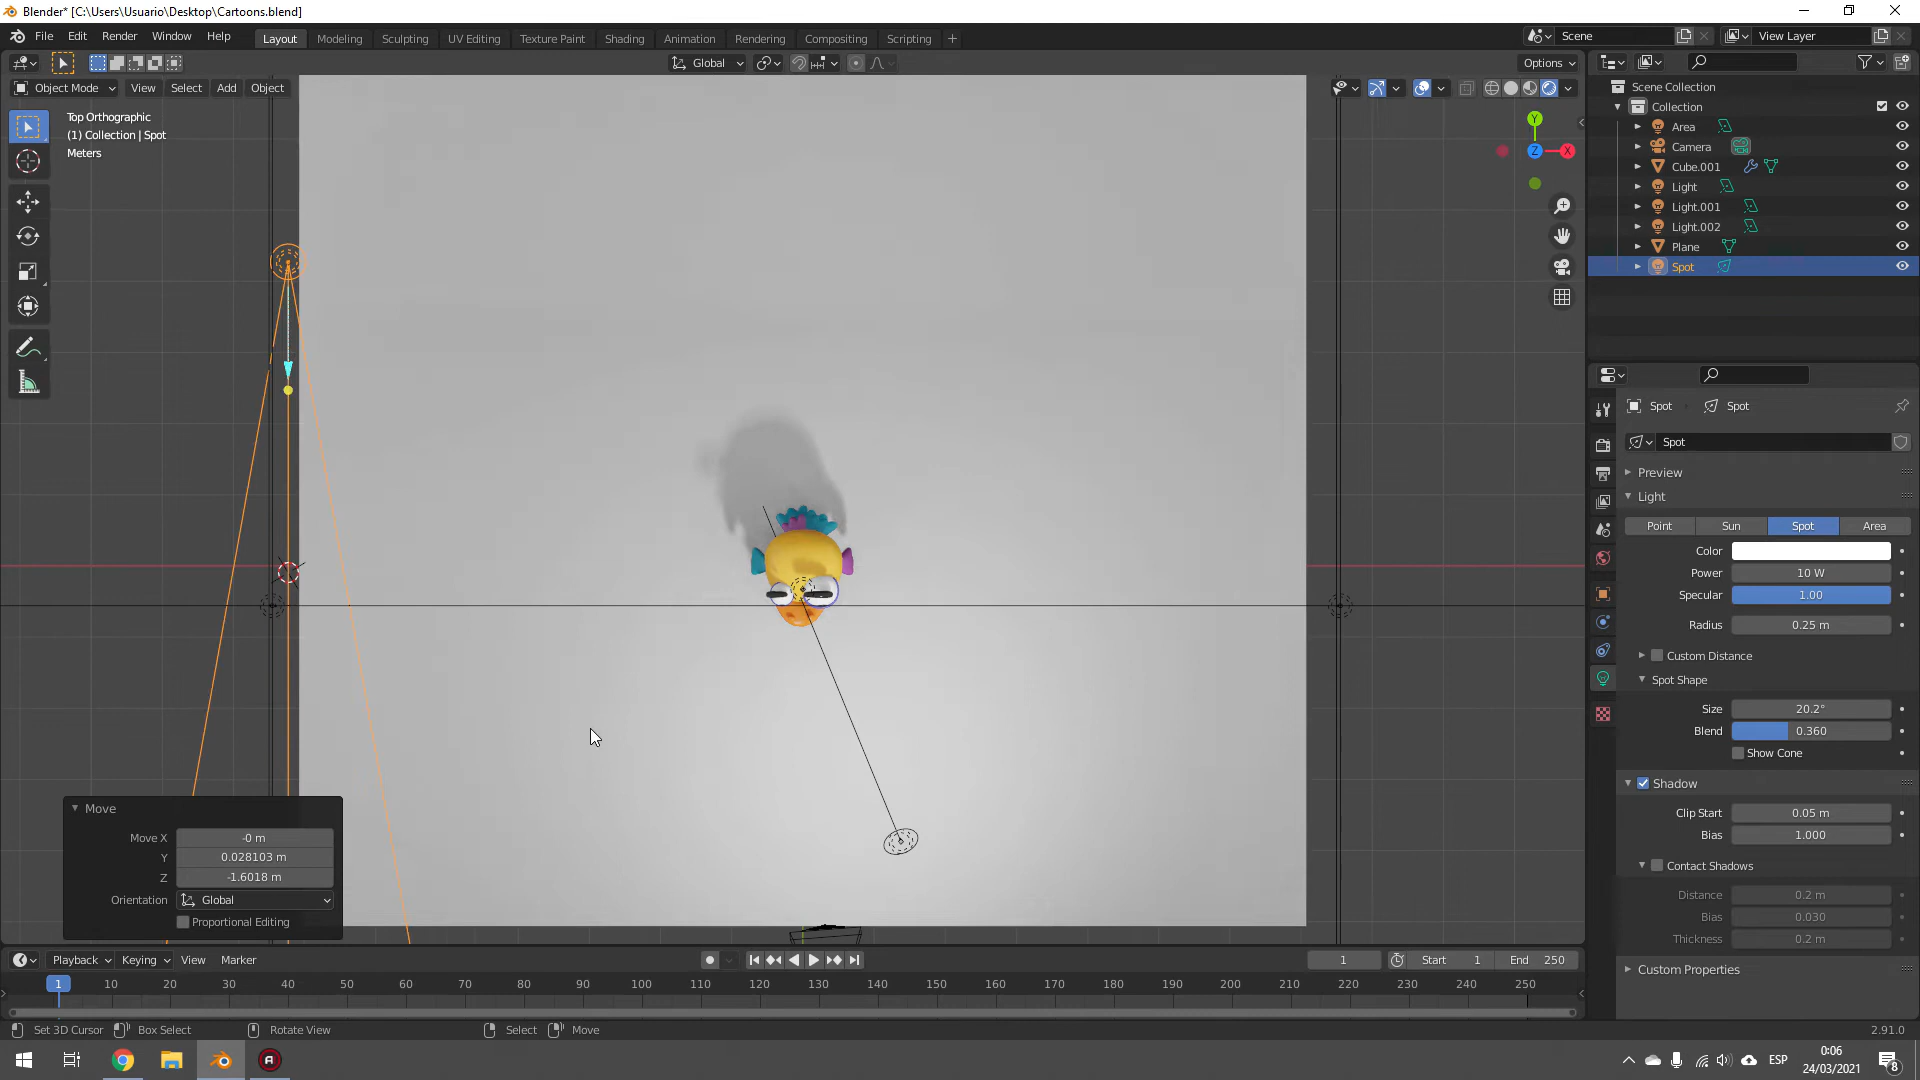 Blender* [C:\Users\Usuario\Desktop\Cartoons.blend]
File Edit Render Window Help
Layout Modeling Sculpting UV Editing Texture Paint Shading Animation Rendering Compositing Scripting +
Scene View Layer
Global Options
Object Mode View Select Add Object
Top Orthographic
(1) Collection | Spot
Meters
Y
Z X
Scene Collection
Collection
Area
Camera
Cube.001
Light
Light.001
Light.002
Plane
Spot
Spot Spot
Spot
Preview
Light
Point Sun Spot Area
Color
Power 10 W
Specular 1.00
Radius 0.25 m
Custom Distance
Spot Shape
Size 20.2°
Blend 0.360
Show Cone
Shadow
Clip Start 0.05 m
Bias 1.000
Contact Shadows
Distance 0.2 m
Bias 0.030
Thickness 0.2 m
Custom Properties
Move
Move X -0 m
Y 0.028103 m
Z -1.6018 m
Orientation Global
Proportional Editing
Playback Keying View Marker
1 Start 1 End 250
1 10 20 30 40 50 60 70 80 90 100 110 120 130 140 150 160 170 180 190 200 210 220 230 240 250
Set 3D Cursor Box Select Rotate View Select Move
2.91.0
ESP
0:06
24/03/2021
8